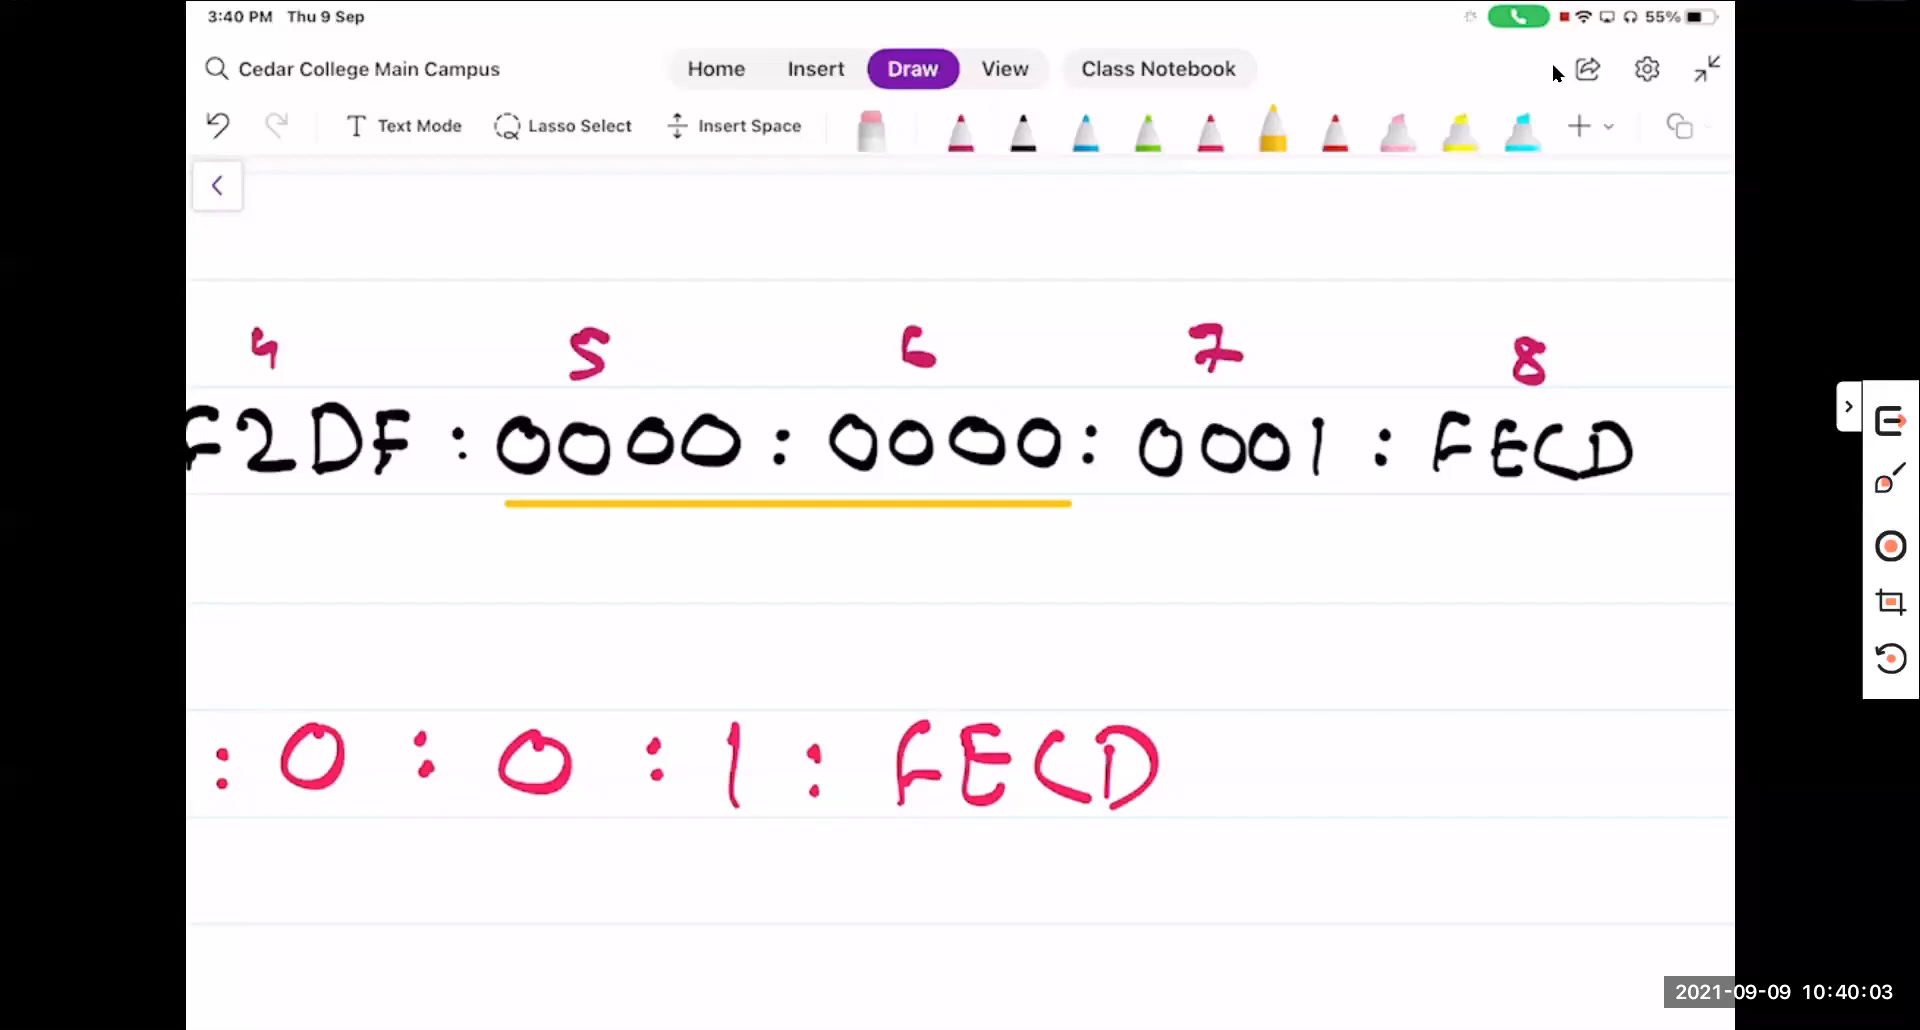 3:40 PM Thu 9 Sep 55%
Cedar College Main Campus Home Insert Draw View Class Notebook
Text Mode Lasso Select Insert Space
4 5 6 7 8
F2DF : 0000 : 0000 : 0001 : FECD
: 0 : 0 : 1 : FECD
2021-09-09 10:40:03